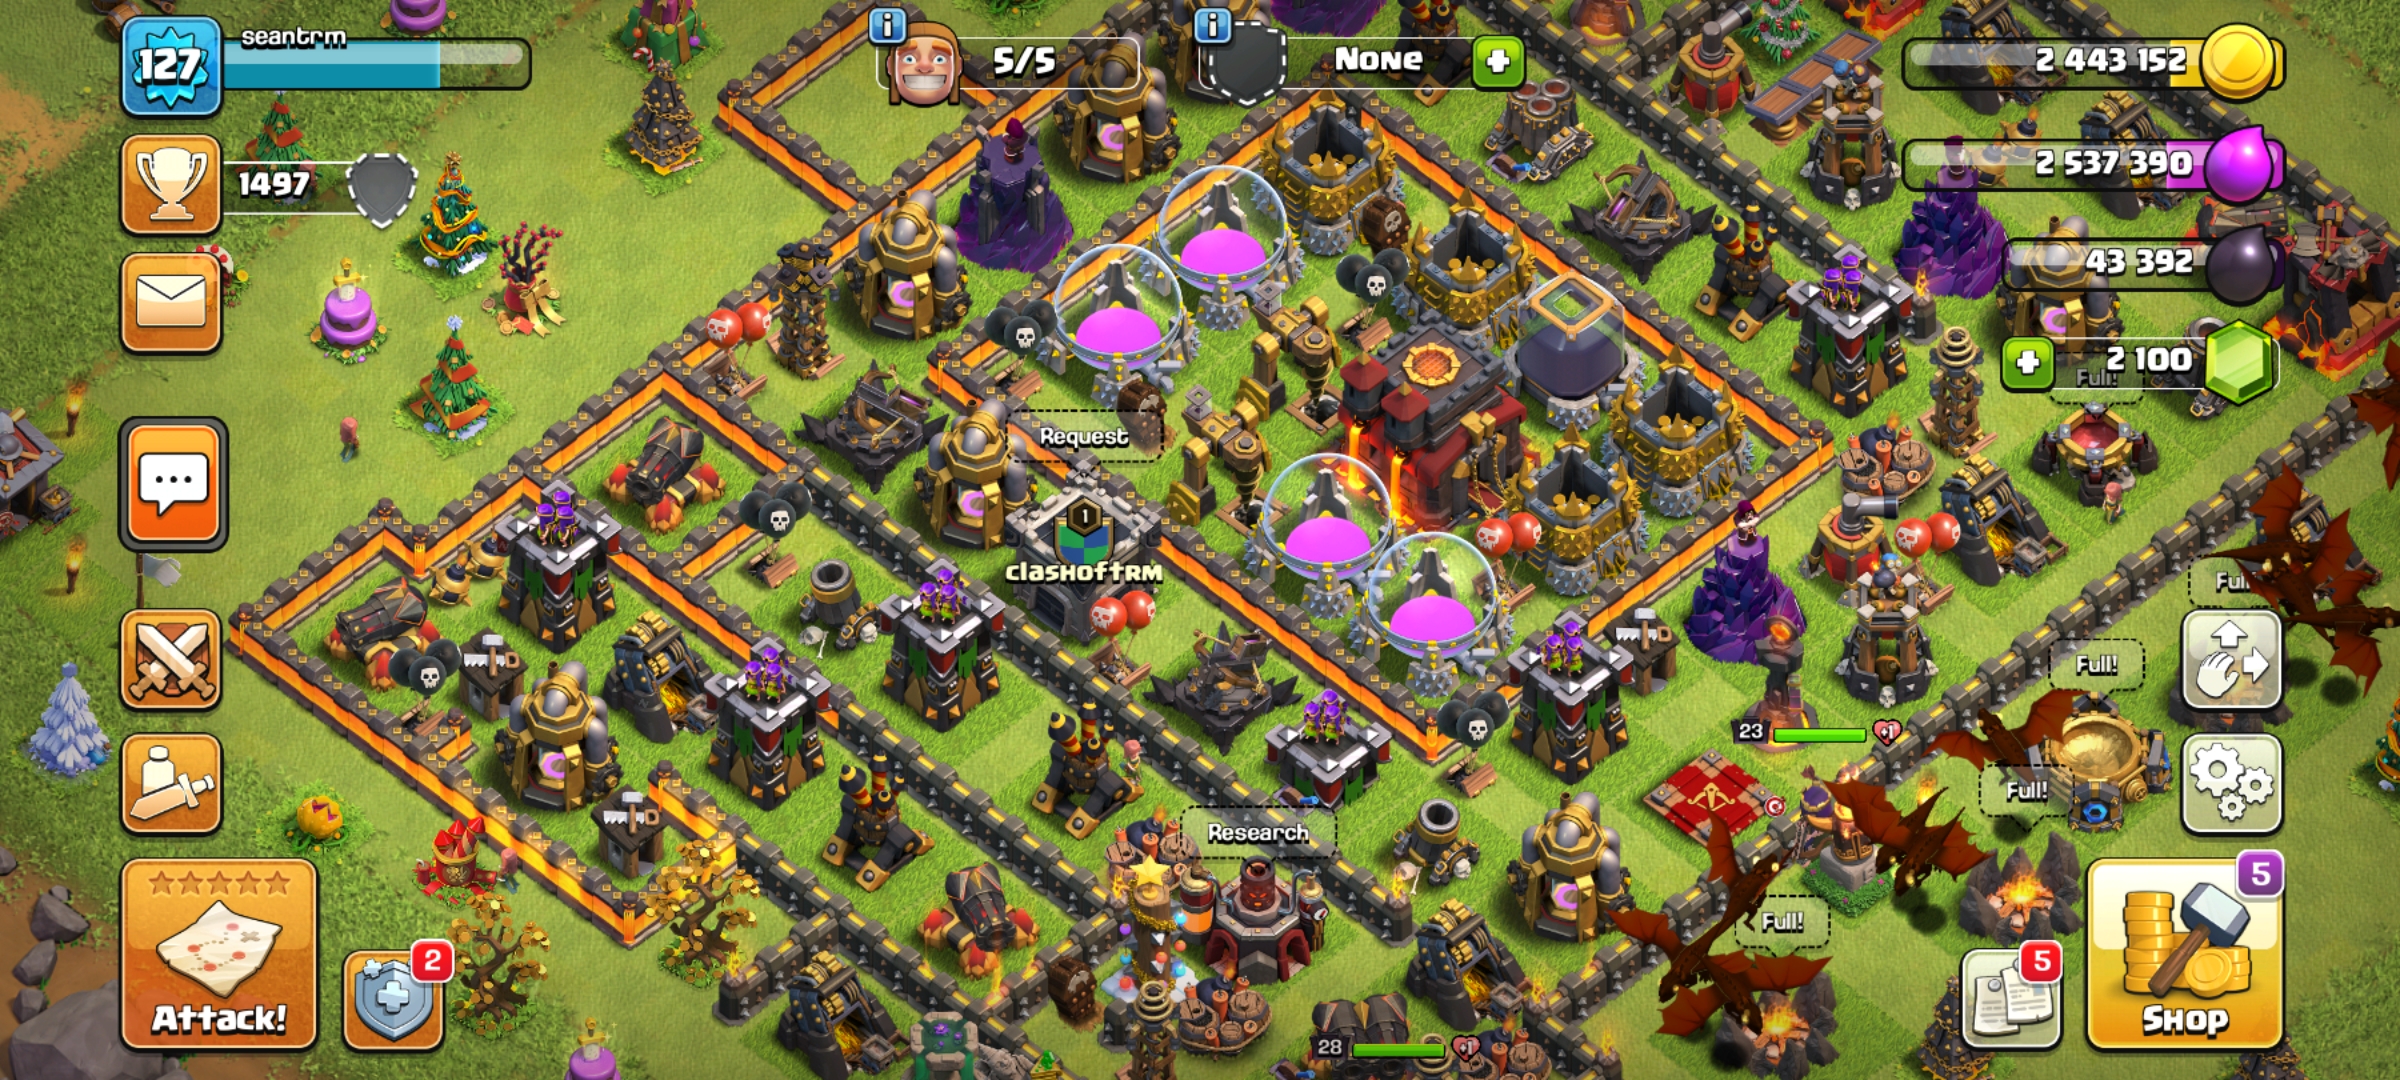 127
seantrm
5/5
None
2 443 152
1497
2 537 390
43 392
2 100
Full!
Request
1
clashoftrm
Full!
23
Full!
Research
Full!
5
Full!
2
5
Attack!
Shop
28